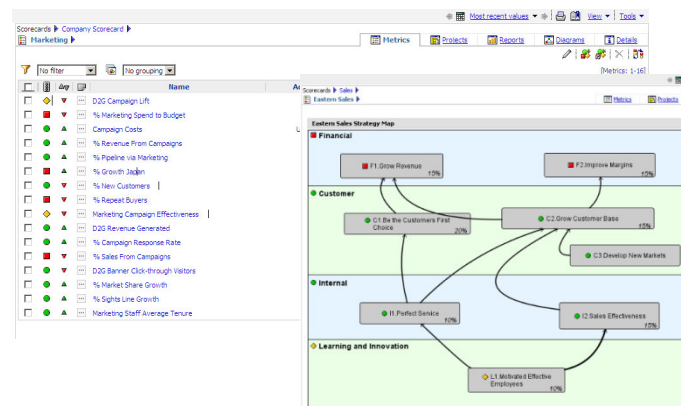 Most recent values View Tools
Scorecards Company Scorecard
Marketing
Metrics Projects Reports Diagrams Details
No filter No grouping [Metrics: 1-16]
Name
D2G Campaign Lift
% Marketing Spend to Budget
Campaign Costs
% Revenue From Campaigns
% Pipeline via Marketing
% Growth Japan
% New Customers
% Repeat Buyers
Marketing Campaign Effectiveness
D2G Revenue Generated
% Campaign Response Rate
% Sales From Campaigns
D2G Banner Click-through Visitors
% Market Share Growth
% Sights Line Growth
Marketing Staff Average Tenure
Scorecards Sales
Eastern Sales
Metrics Projects
Eastern Sales Strategy Map
Financial
F1.Grow Revenue
15%
F2.Improve Margins
15%
Customer
C1.Be the Customers First
Choice
20%
C2.Grow Customer Base
15%
C3.Develop New Markets
Internal
I1.Perfect Service
10%
I2.Sales Effectiveness
15%
Learning and Innovation
L1.Motivated Effective
Employees
10%